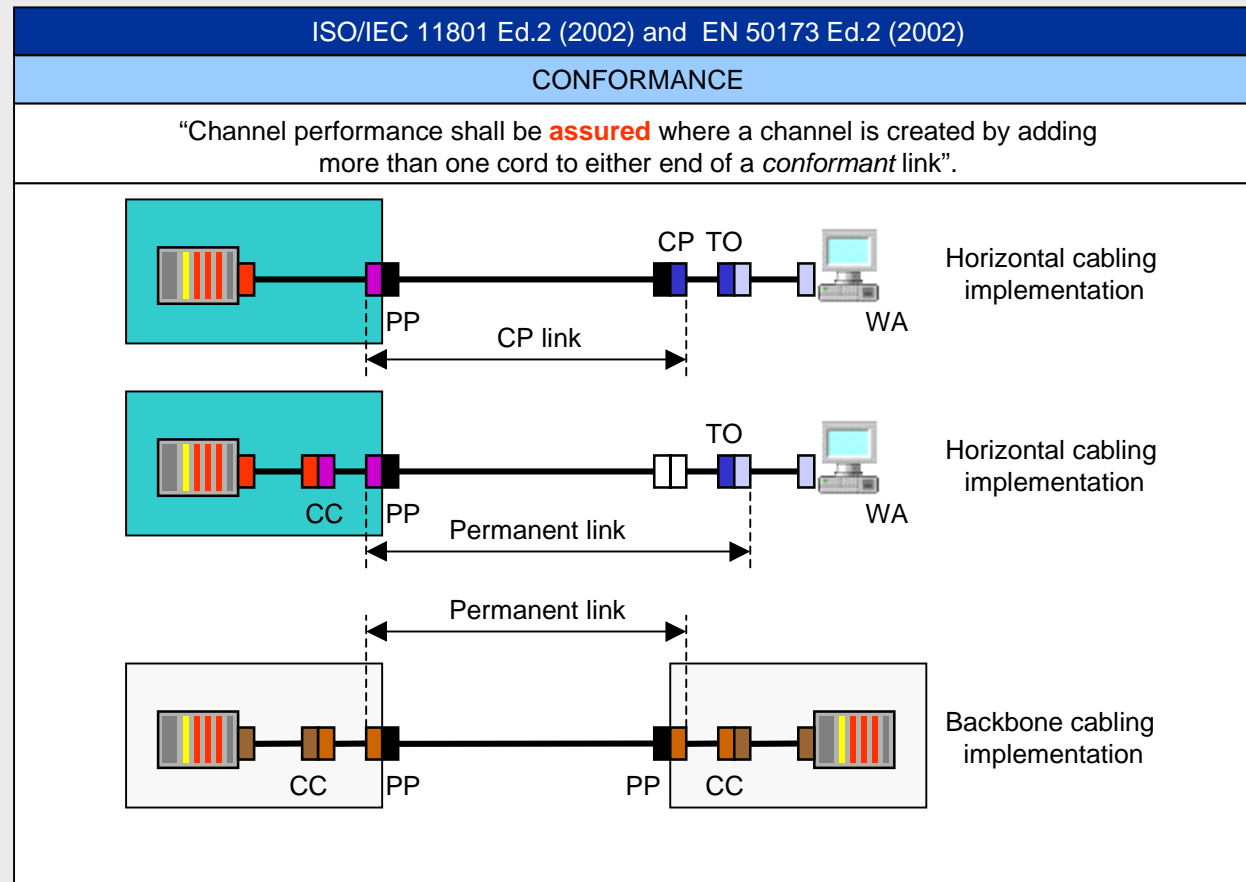 ISO/IEC 11801 Ed.2 (2002) and EN 50173 Ed.2 (2002)
CONFORMANCE
“Channel performance shall be assured where a channel is created by adding
more than one cord to either end of a conformant link”.
CP TO
Horizontal cabling
implementation
PP
WA
CP link
TO
Horizontal cabling
implementation
CC PP
WA
Permanent link
Permanent link
Backbone cabling
implementation
CC PP PP CC